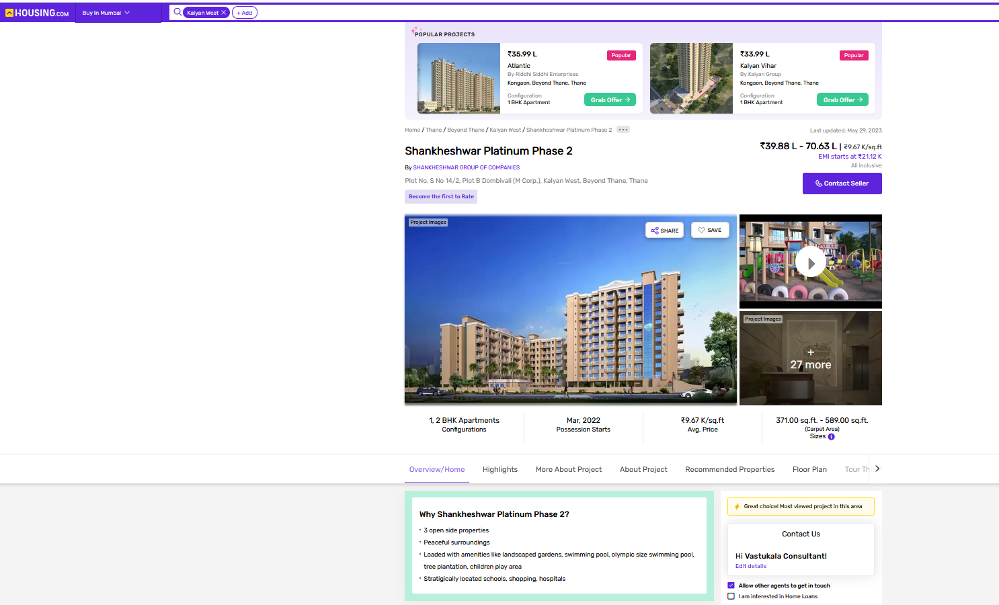 HOUSING.COM
Buy In Mumbai
Kalyan West
+ Add
POPULAR PROJECTS
₹35.99 L
Popular
Atlantic
By Riddhi Siddhi Enterprises
Kongaon, Beyond Thane, Thane
Configuration
1 BHK Apartment
Grab Offer
₹33.99 L
Popular
Kalyan Vihar
By Kalyan Group
Kongaon, Beyond Thane, Thane
Configuration
1 BHK Apartment
Grab Offer
Home / Thane / Beyond Thane / Kalyan West / Shankheshwar Platinum Phase 2
Last updated: May 29, 2023
Shankheshwar Platinum Phase 2
₹39.88 L - 70.63 L | ₹9.67 K/sq.ft
EMI starts at ₹21.12 K
All inclusive
By SHANKHESHWAR GROUP OF COMPANIES
Plot No. S No 14/2, Plot B Dombivali (M Corp.), Kalyan West, Beyond Thane, Thane
Contact Seller
Become the first to Rate
Project Images
SHARE
SAVE
Project Images
+
27 more
1, 2 BHK Apartments
Configurations
Mar, 2022
Possession Starts
₹9.67 K/sq.ft
Avg. Price
371.00 sq.ft. - 589.00 sq.ft.
(Carpet Area)
Sizes
Overview/Home
Highlights
More About Project
About Project
Recommended Properties
Floor Plan
Tour Th
Why Shankheshwar Platinum Phase 2?
• 3 open side properties
• Peaceful surroundings
• Loaded with amenities like landscaped gardens, swimming pool, olympic size swimming pool,
tree plantation, children play area
• Stratigically located schools, shopping, hospitals
Great choice! Most viewed project in this area
Contact Us
Hi Vastukala Consultant!
Edit details
Allow other agents to get in touch
I am interested in Home Loans